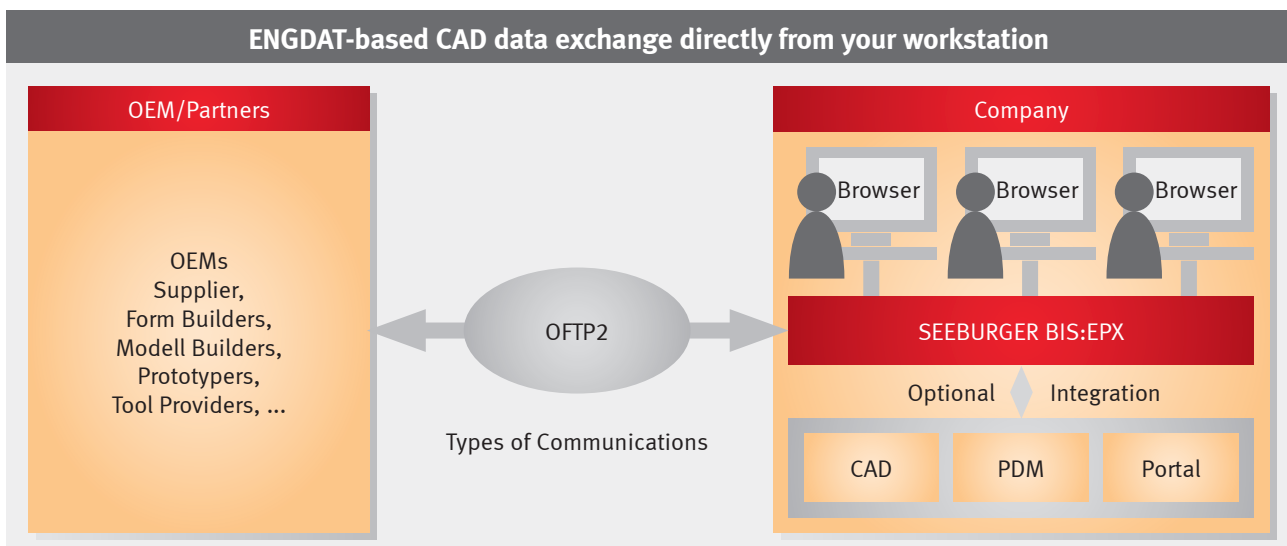 ENGDAT-based CAD data exchange directly from your workstation
OEM/Partners
OEMs
Supplier,
Form Builders,
Modell Builders,
Prototypers,
Tool Providers, ...
OFTP2
Types of Communications
Company
Browser
Browser
Browser
SEEBURGER BIS:EPX
Optional Integration
CAD
PDM
Portal